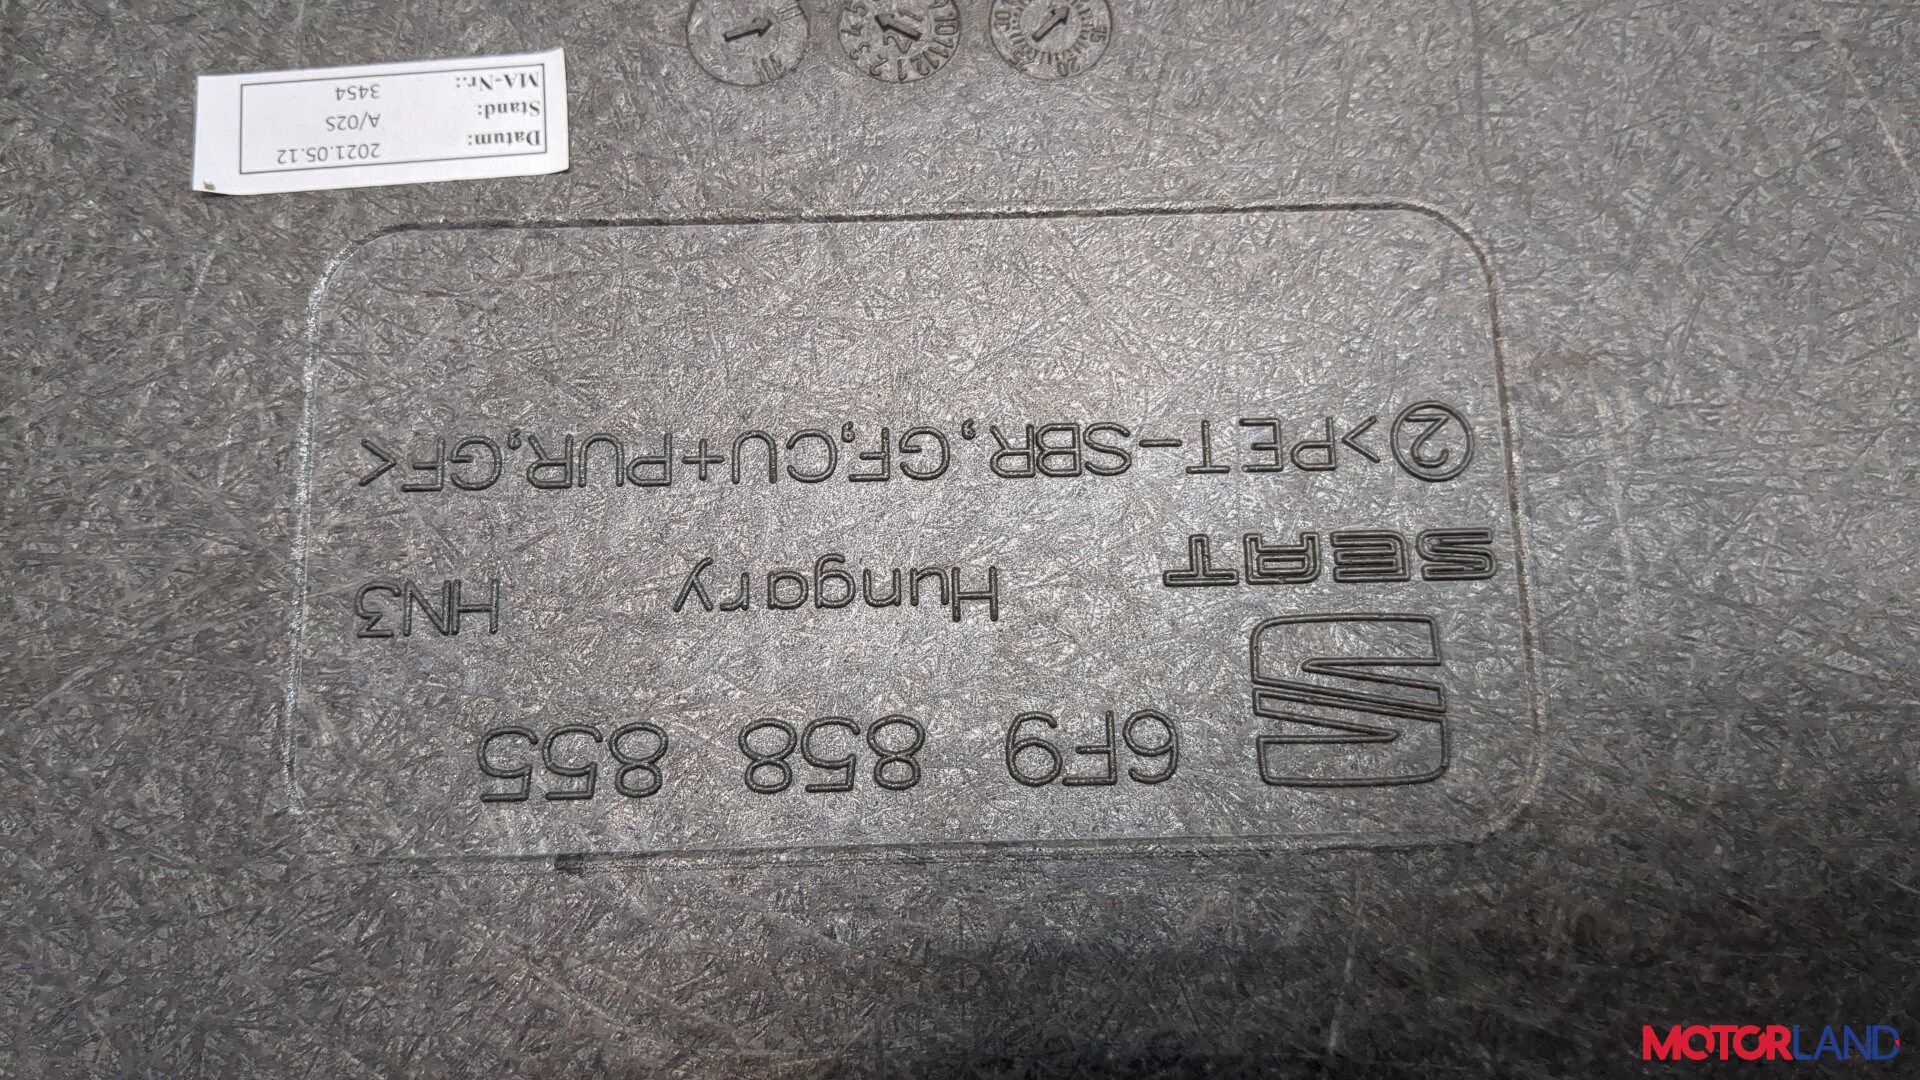 6F9 858 855
SEAT Hungary HN3
②>PET-SBR,GF,CU+PUR,GF<
Datum: 2021.05.12
Stand: A/02S
MA-Nr.: 3454
MOTORLAND